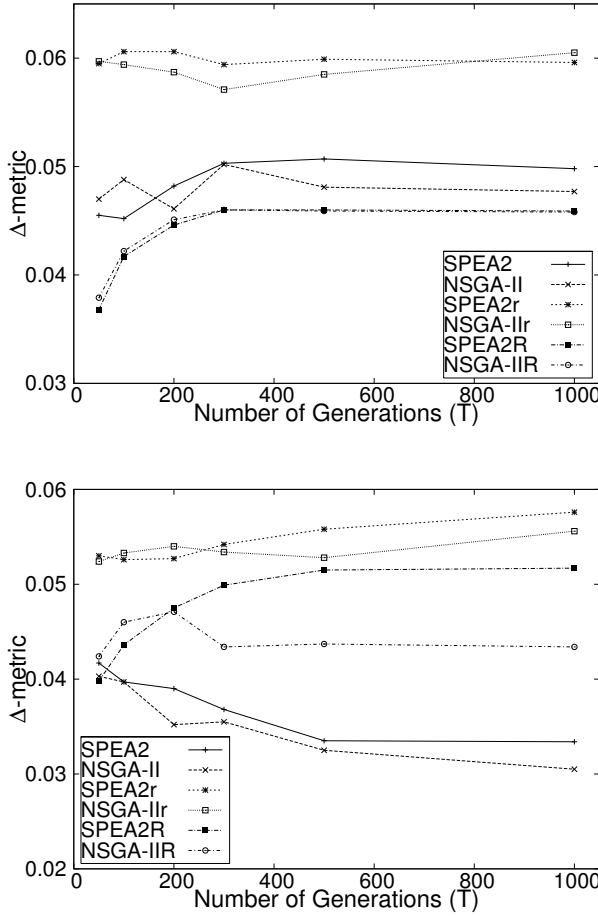 0.06
0.05
0.04
0.03
Δ-metric
SPEA2
NSGA-II
SPEA2r
NSGA-IIr
SPEA2R
NSGA-IIR
0 200 400 600 800 1000
Number of Generations (T)
0.06
0.05
0.04
0.03
0.02
Δ-metric
SPEA2
NSGA-II
SPEA2r
NSGA-IIr
SPEA2R
NSGA-IIR
0 200 400 600 800 1000
Number of Generations (T)